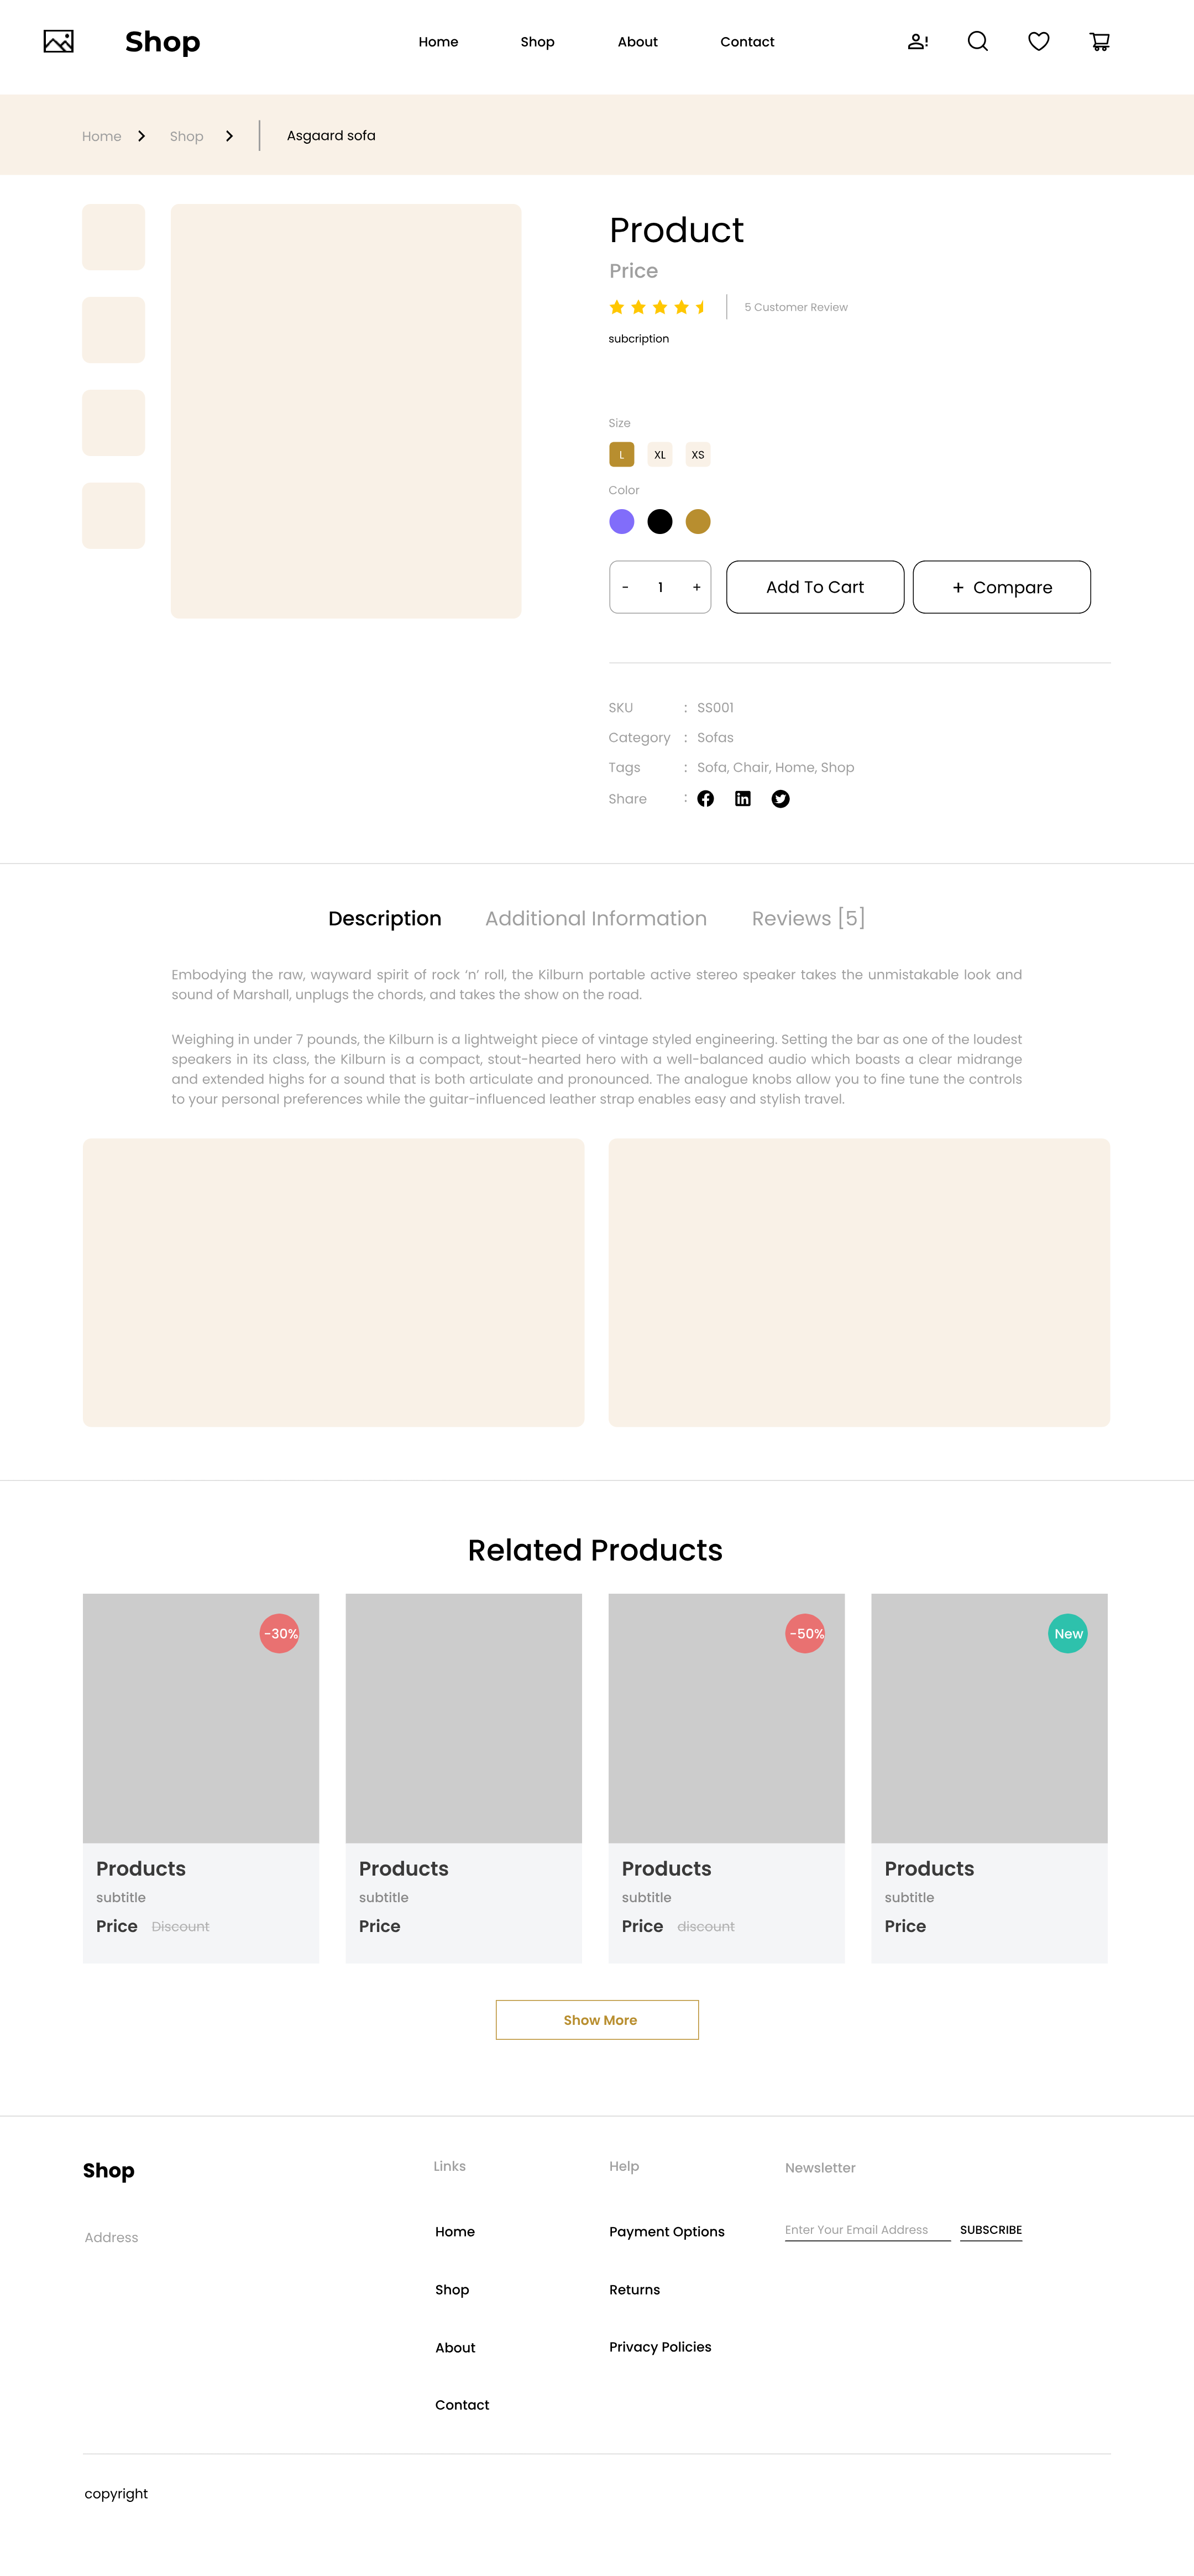 Shop
Home Shop About Contact
Home Shop Asgaard sofa
Product
Price
5 Customer Review
subcription
Size
L XL XS
Color
- 1 + Add To Cart + Compare
SKU : SS001
Category : Sofas
Tags : Sofa, Chair, Home, Shop
Share :
Description Additional Information Reviews [5]
Embodying the raw, wayward spirit of rock ‘n’ roll, the Kilburn portable active stereo speaker takes the unmistakable look and
sound of Marshall, unplugs the chords, and takes the show on the road.
Weighing in under 7 pounds, the Kilburn is a lightweight piece of vintage styled engineering. Setting the bar as one of the loudest
speakers in its class, the Kilburn is a compact, stout-hearted hero with a well-balanced audio which boasts a clear midrange
and extended highs for a sound that is both articulate and pronounced. The analogue knobs allow you to fine tune the controls
to your personal preferences while the guitar-influenced leather strap enables easy and stylish travel.
Related Products
-30% -50% New
Products Products Products Products
subtitle subtitle subtitle subtitle
Price Discount Price Price discount Price
Show More
Shop Links Help Newsletter
Address Home Payment Options Enter Your Email Address SUBSCRIBE
Shop Returns
About Privacy Policies
Contact
copyright